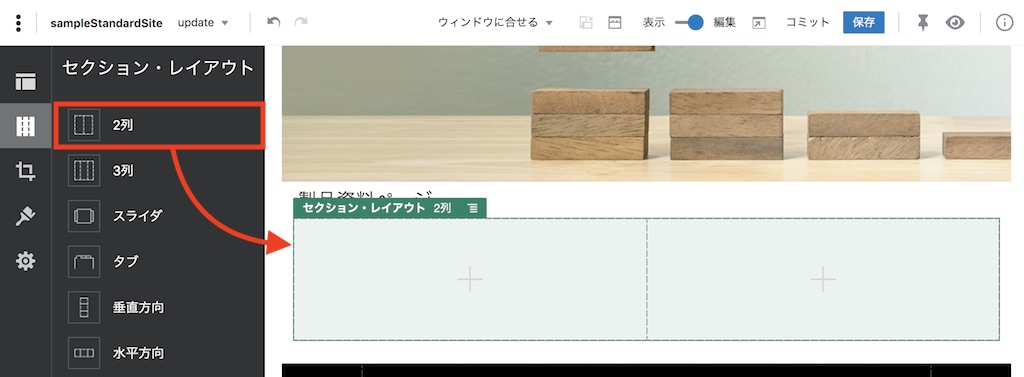 sampleStandardSite update ウィンドウに合せる 表示 編集 コミット 保存
セクション・レイアウト
2列
3列
スライダ
タブ
垂直方向
水平方向
製品資料ページ
セクション・レイアウト 2列